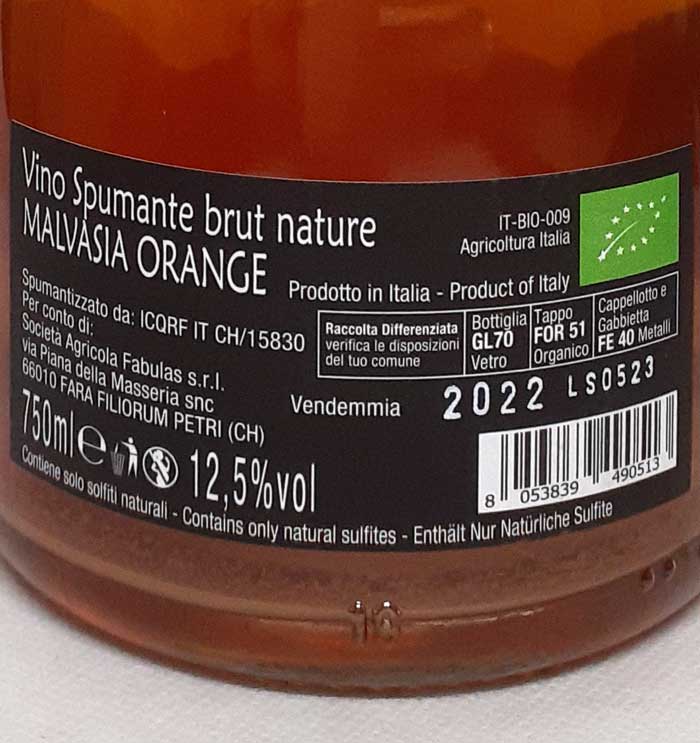 Vino Spumante brut nature
MALVASIA ORANGE
IT-BIO-009
Agricoltura Italia
Prodotto in Italia - Product of Italy
Spumantizzato da: ICQRF IT CH/15830
Per conto di:
Società Agricola Fabulas s.r.l.
via Piana della Masseria snc
66010 FARA FILIORUM PETRI (CH)
Raccolta Differenziata
verifica le disposizioni
del tuo comune
Bottiglia
GL70
Vetro
Tappo
FOR 51
Organico
Cappellotto e
Gabbietta
FE 40 Metalli
Vendemmia 2022 LS0523
750ml e 12,5%vol
8 053839 490513
Contiene solo solfiti naturali - Contains only natural sulfites - Enthält Nur Natürliche Sulfite